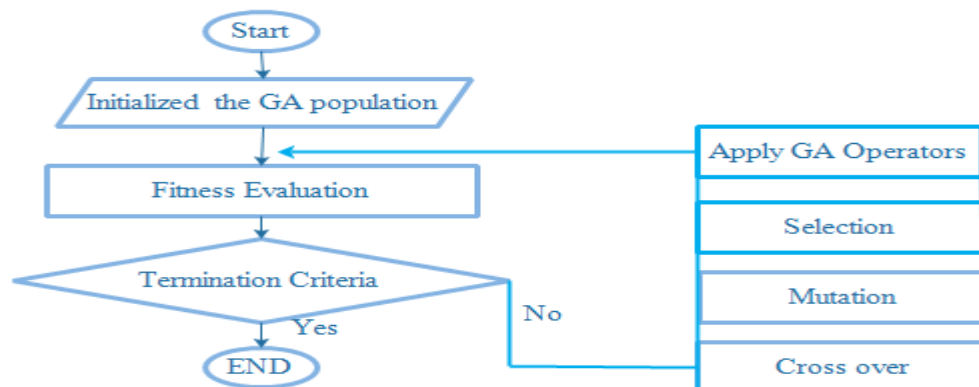 Start
Initialized the GA population
Fitness Evaluation
Termination Criteria
Yes
END
No
Apply GA Operators
Selection
Mutation
Cross over